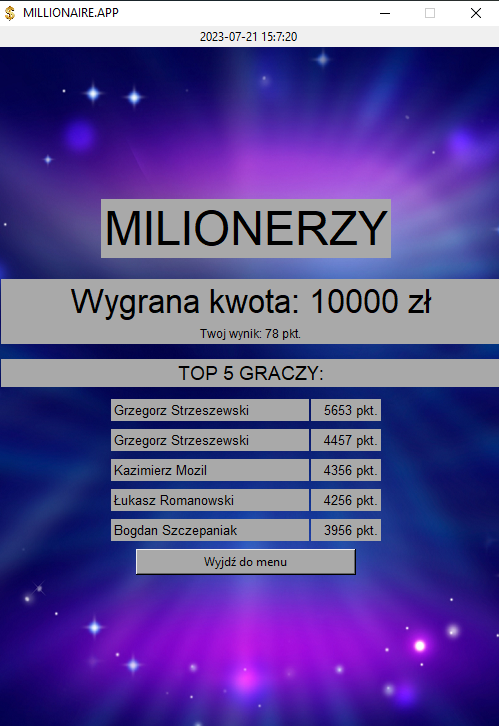 MILLIONAIRE.APP
2023-07-21 15:7:20
MILIONERZY
Wygrana kwota: 10000 zł
Twoj wynik: 78 pkt.
TOP 5 GRACZY:
Grzegorz Strzeszewski 5653 pkt.
Grzegorz Strzeszewski 4457 pkt.
Kazimierz Mozil 4356 pkt.
Łukasz Romanowski 4256 pkt.
Bogdan Szczepaniak 3956 pkt.
Wyjdź do menu